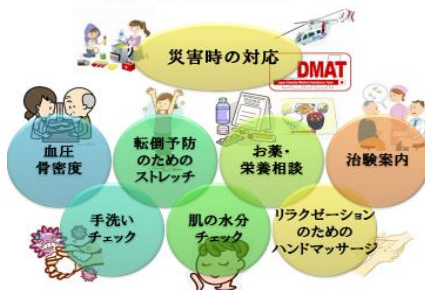 災害時の対応
DMAT
血圧
骨密度
転倒予防
のための
ストレッチ
お薬・
栄養相談
治験案内
手洗い
チェック
肌の水分
チェック
リラクゼーション
のための
ハンドマッサージ